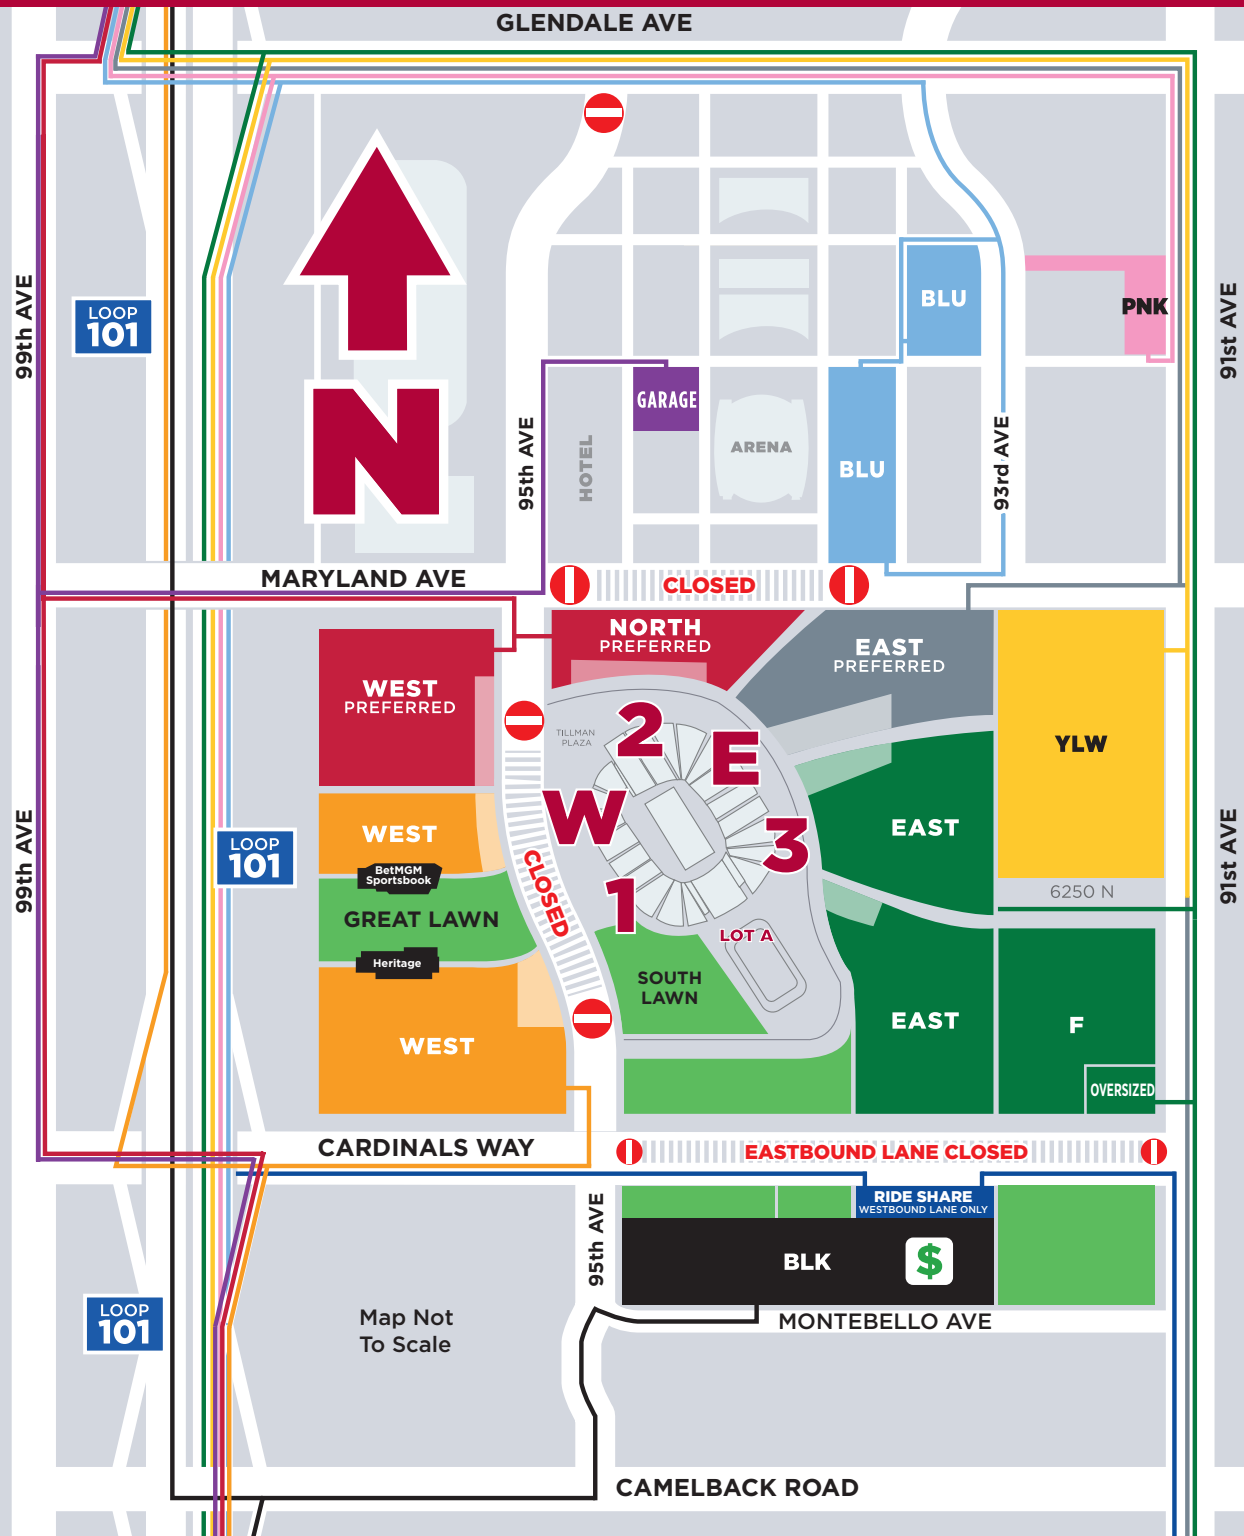 GLENDALE AVE
99th AVE
LOOP
101
N
BLU
PNK
91st AVE
GARAGE
HOTEL
ARENA
95th AVE
BLU
93rd AVE
MARYLAND AVE
CLOSED
NORTH
PREFERRED
EAST
PREFERRED
WEST
PREFERRED
TILLMAN
PLAZA
2
E
YLW
W
3
1
WEST
EAST
99th AVE
LOOP
101
BetMGM
Sportsbook
CLOSED
6250 N
91st AVE
GREAT LAWN
LOT A
Heritage
SOUTH
LAWN
WEST
EAST
F
OVERSIZED
CARDINALS WAY
EASTBOUND LANE CLOSED
95th AVE
RIDE SHARE
WESTBOUND LANE ONLY
BLK
$
LOOP
101
Map Not
To Scale
MONTEBELLO AVE
CAMELBACK ROAD